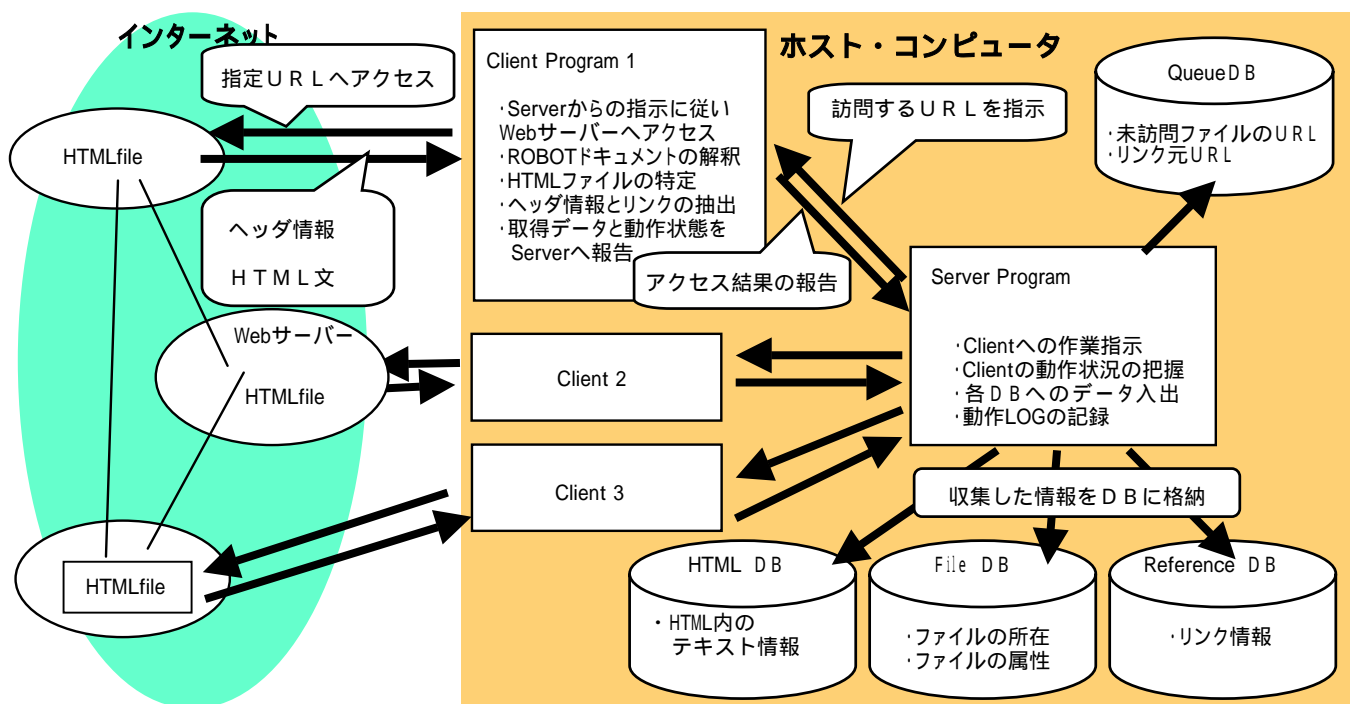 インターネット
指定ＵＲＬへアクセス
HTMLfile
ヘッダ情報
ＨＴＭＬ文
Webサーバー
HTMLfile
HTMLfile
ホスト・コンピュータ
Client Program 1
·Serverからの指示に従い
Webサーバーへアクセス
·ROBOTドキュメントの解釈
·HTMLファイルの特定
·ヘッダ情報とリンクの抽出
·取得データと動作状態を
Serverへ報告
訪問するＵＲＬを指示
アクセス結果の報告
QueueＤＢ
·未訪問ファイルのＵＲＬ
·リンク元ＵＲＬ
Client 2
Client 3
Server Program
·Clientへの作業指示
·Clientの動作状況の把握
·各ＤＢへのデータ入出
·動作LOGの記録
収集した情報をＤＢに格納
HTML ＤＢ
・HTML内の
テキスト情報
File ＤＢ
·ファイルの所在
·ファイルの属性
Reference ＤＢ
·リンク情報